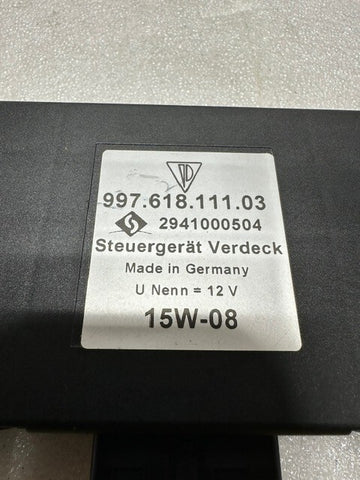 997.618.111.03
2941000504
Steuergerät Verdeck
Made in Germany
U Nenn = 12 V
15W-08